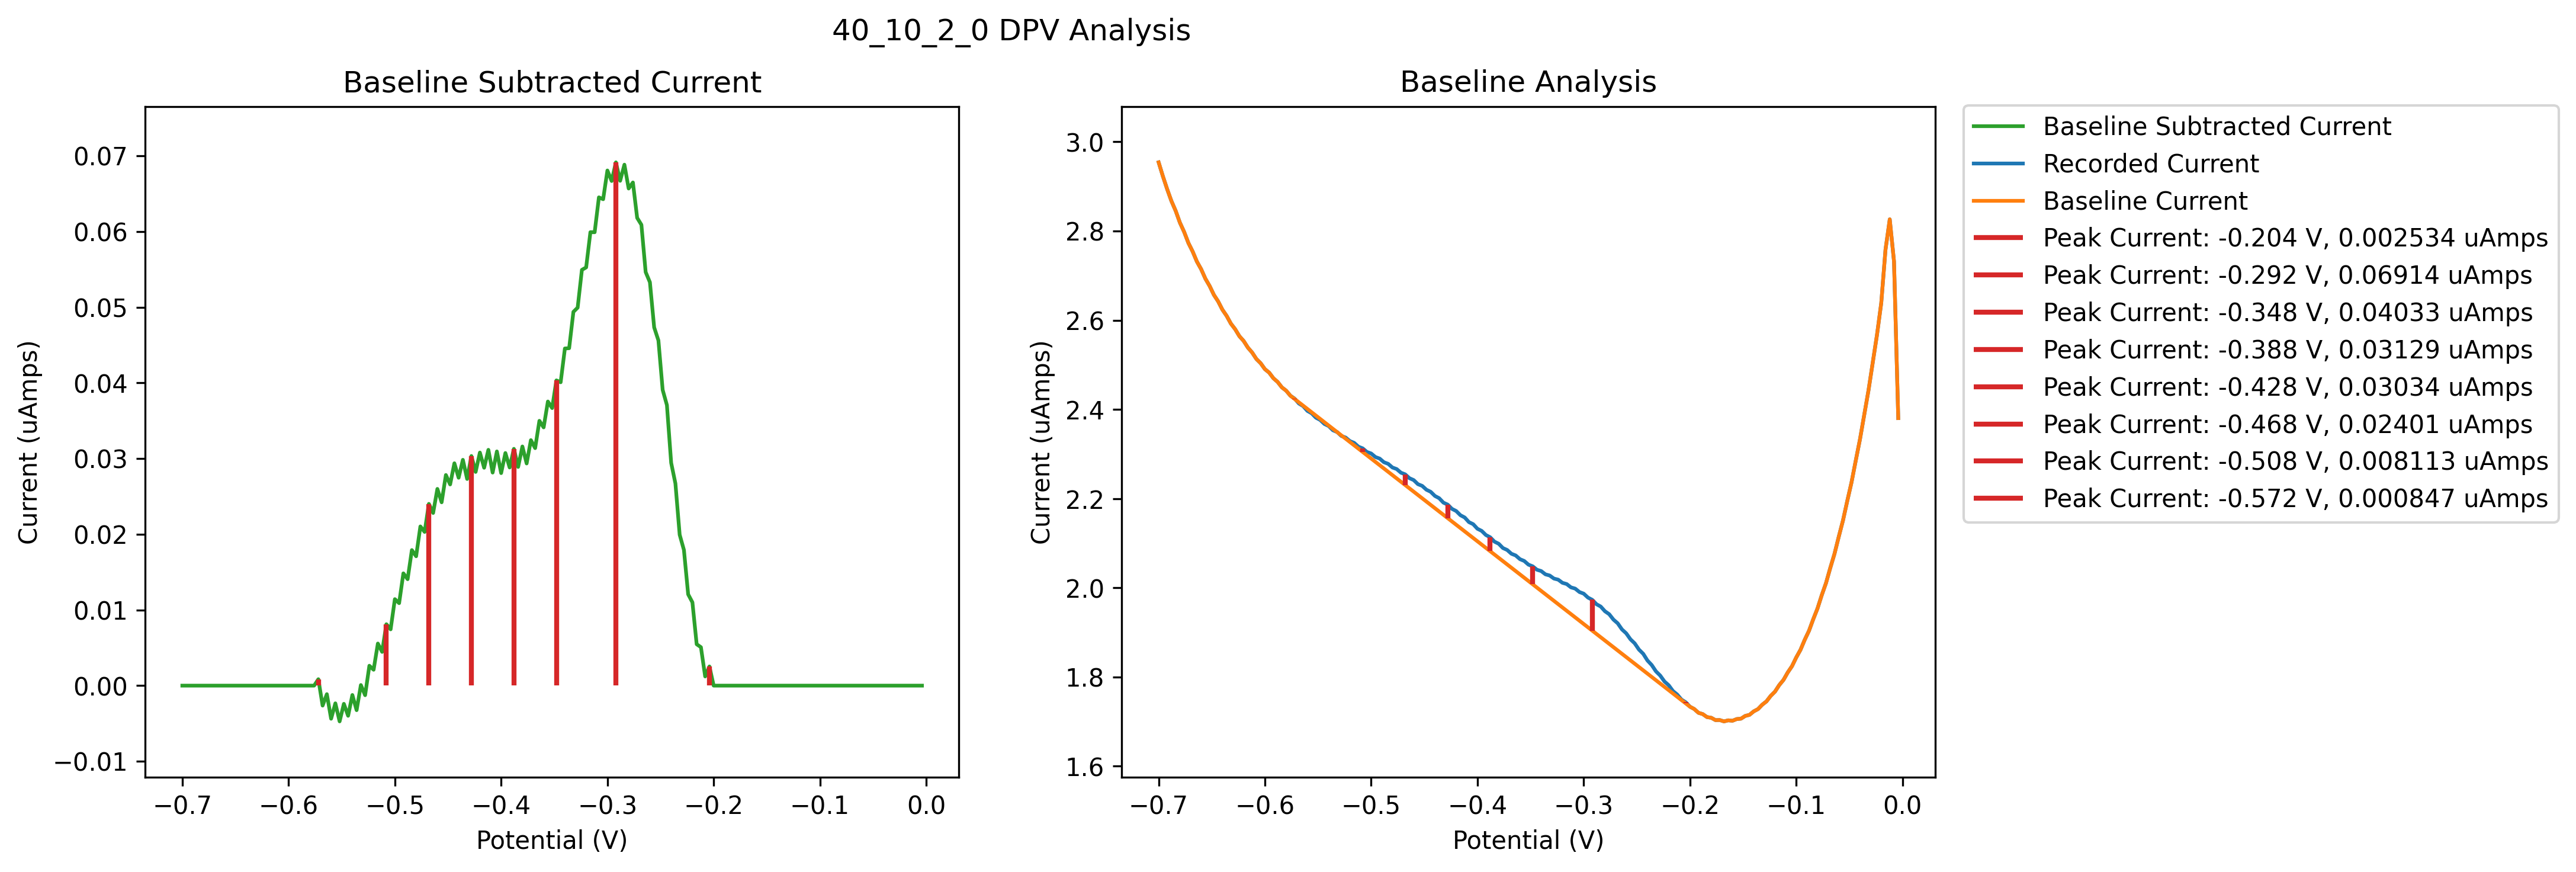 40_10_2_0 DPV Analysis
Baseline Subtracted Current
0.07
0.06
0.05
0.04
0.03
0.02
0.01
0.00
−0.01
Current (uAmps)
−0.7 −0.6 −0.5 −0.4 −0.3 −0.2 −0.1 0.0
Potential (V)
Baseline Analysis
3.0
2.8
2.6
2.4
2.2
2.0
1.8
1.6
Current (uAmps)
−0.7 −0.6 −0.5 −0.4 −0.3 −0.2 −0.1 0.0
Potential (V)
Baseline Subtracted Current
Recorded Current
Baseline Current
Peak Current: -0.204 V, 0.002534 uAmps
Peak Current: -0.292 V, 0.06914 uAmps
Peak Current: -0.348 V, 0.04033 uAmps
Peak Current: -0.388 V, 0.03129 uAmps
Peak Current: -0.428 V, 0.03034 uAmps
Peak Current: -0.468 V, 0.02401 uAmps
Peak Current: -0.508 V, 0.008113 uAmps
Peak Current: -0.572 V, 0.000847 uAmps